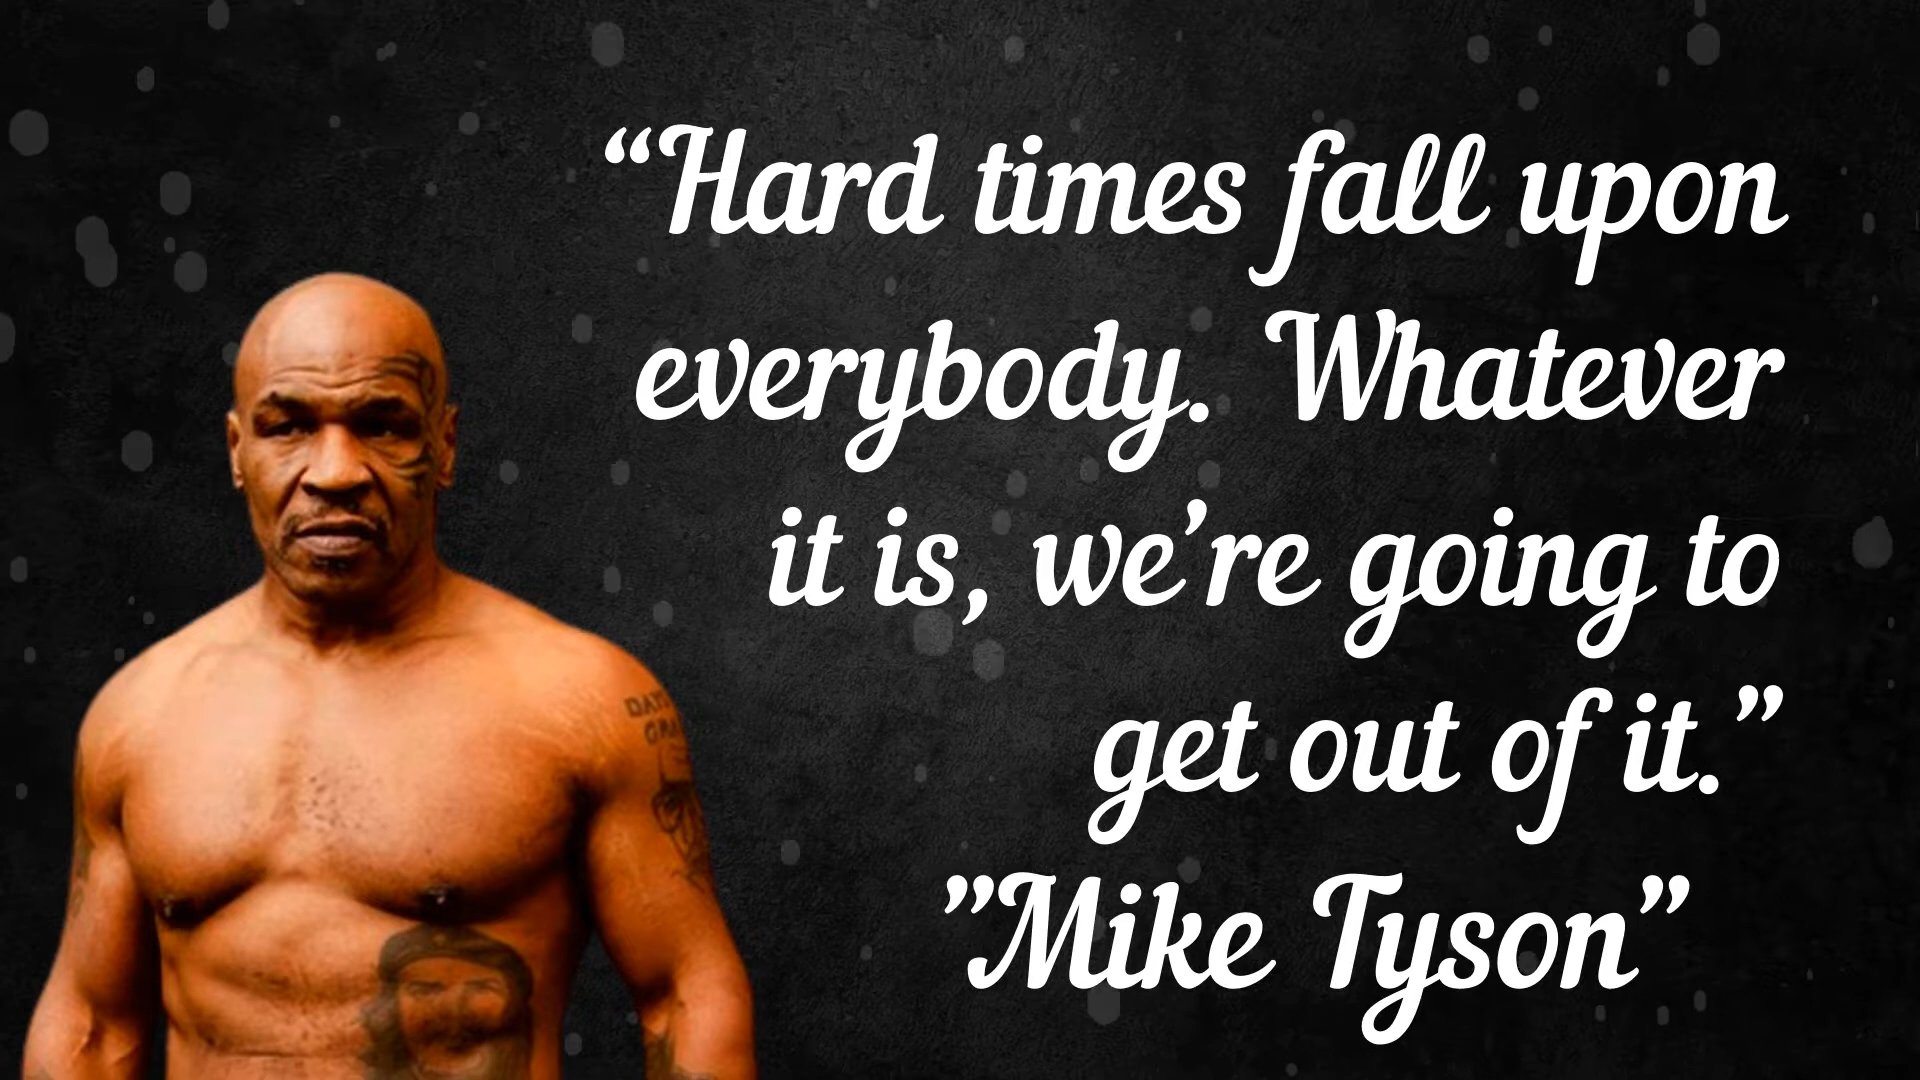 “Hard times fall upon
everybody. Whatever
it is, we’re going to
get out of it.”
”Mike Tyson”